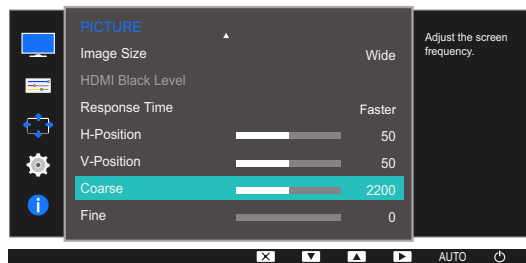 PICTURE
Image Size Wide
HDMI Black Level
Response Time Faster
H-Position 50
V-Position 50
Coarse 2200
Fine 0
Adjust the screen
frequency.
AUTO